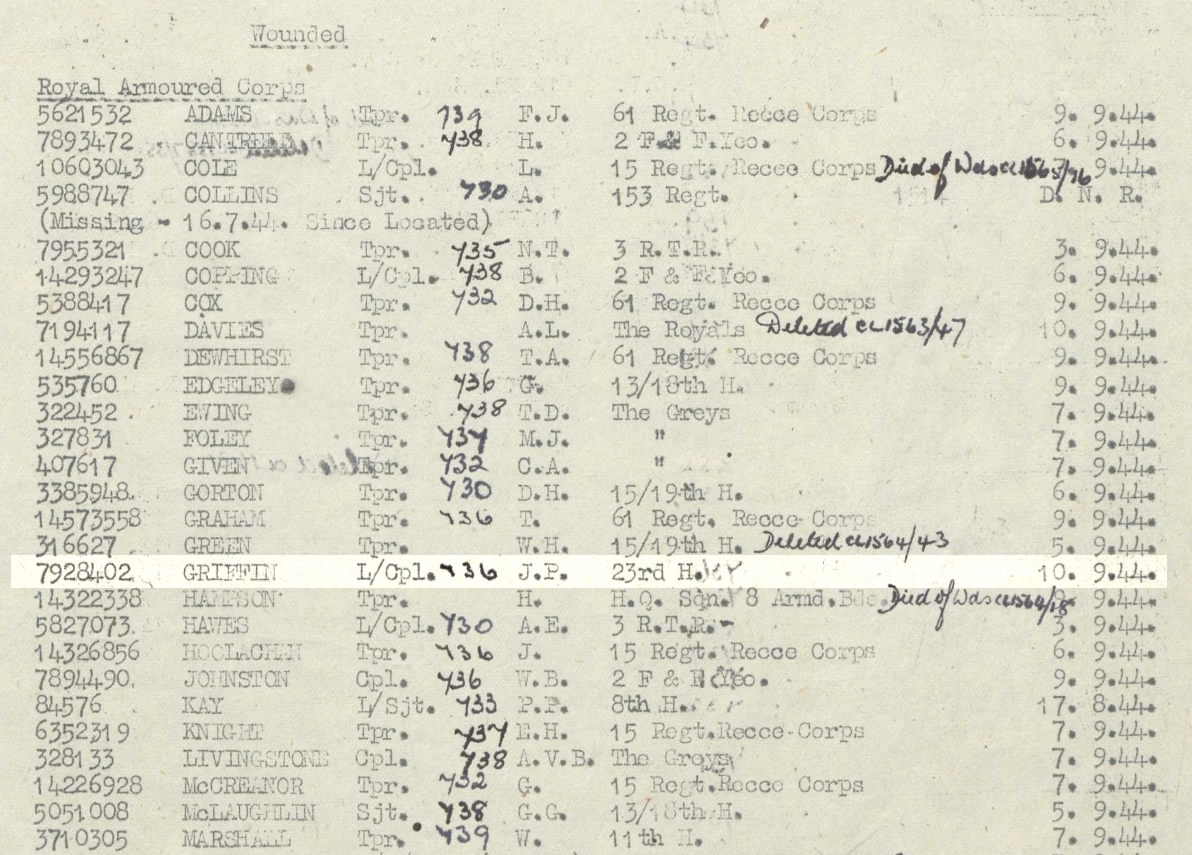 Wounded
Royal Armoured Corps
5621532 ADAMS Tpr. 739 F.J. 61 Regt. Recce Corps 9. 9.44.
7893472 CANTRELL Tpr. 738 H. 2 F & F.Yeo. 6. 9.44.
10603043 COLE L/Cpl. L. 15 Regt. Recce Corps Died of Wds cl 1565/76 9.44.
5988747 COLLINS Sjt. 730 A. 153 Regt. D. N. R.
(Missing - 16.7.44. Since Located)
7955321 COOK Tpr. 735 N.T. 3 R.T.R. 3. 9.44.
14293247 COPPING L/Cpl. 738 B. 2 F & F.Yeo. 6. 9.44.
5388417 COX Tpr. 732 D.H. 61 Regt. Recce Corps 9. 9.44.
7194117 DAVIES Tpr. A.L. The Royals Deleted cl 1563/47 10. 9.44.
14556867 DEWHIRST Tpr. 738 T.A. 61 Regt. Recce Corps 9. 9.44.
535760 EDGELEY Tpr. 736 G. 13/18th H. 9. 9.44.
322452 EWING Tpr. 738 T.D. The Greys 7. 9.44.
327831 FOLEY Tpr. 737 M.J. " 7. 9.44.
407617 GIVEN Tpr. 732 C.A. " 7. 9.44.
3385948 GORTON Tpr. 730 D.H. 15/19th H. 6. 9.44.
14573558 GRAHAM Tpr. 736 T. 61 Regt. Recce Corps 9. 9.44.
316627 GREEN Tpr. W.H. 15/19th H. Deleted cl 1564/43 5. 9.44.
7928402 GRIFFIN L/Cpl. 736 J.P. 23rd H. 10. 9.44.
14322338 HAMPSON Tpr. H. H.Q. Sqn. 8 Armd.Bde. Died of Wds cl 1564/18 9.44.
5827073 HAWES L/Cpl. 730 A.E. 3 R.T.R. 3. 9.44.
14326856 HOOLACHAN Tpr. 736 J. 15 Regt. Recce Corps 6. 9.44.
7894490 JOHNSTON Cpl. 736 W.B. 2 F & F.Yeo. 9. 9.44.
84576 KAY L/Sjt. 733 P.P. 8th H. 17. 8.44.
6352319 KNIGHT Tpr. 737 E.H. 15 Regt.Recce Corps 7. 9.44.
328133 LIVINGSTONE Cpl. 738 A.V.B. The Greys 7. 9.44.
14226928 McCREANOR Tpr. 732 G. 15 Regt.Recce Corps 7. 9.44.
5051008 McLAUGHLIN Sjt. 738 G.G. 13/18th H. 5. 9.44.
3710305 MARSHALL Tpr. 739 W. 11th H. 7. 9.44.